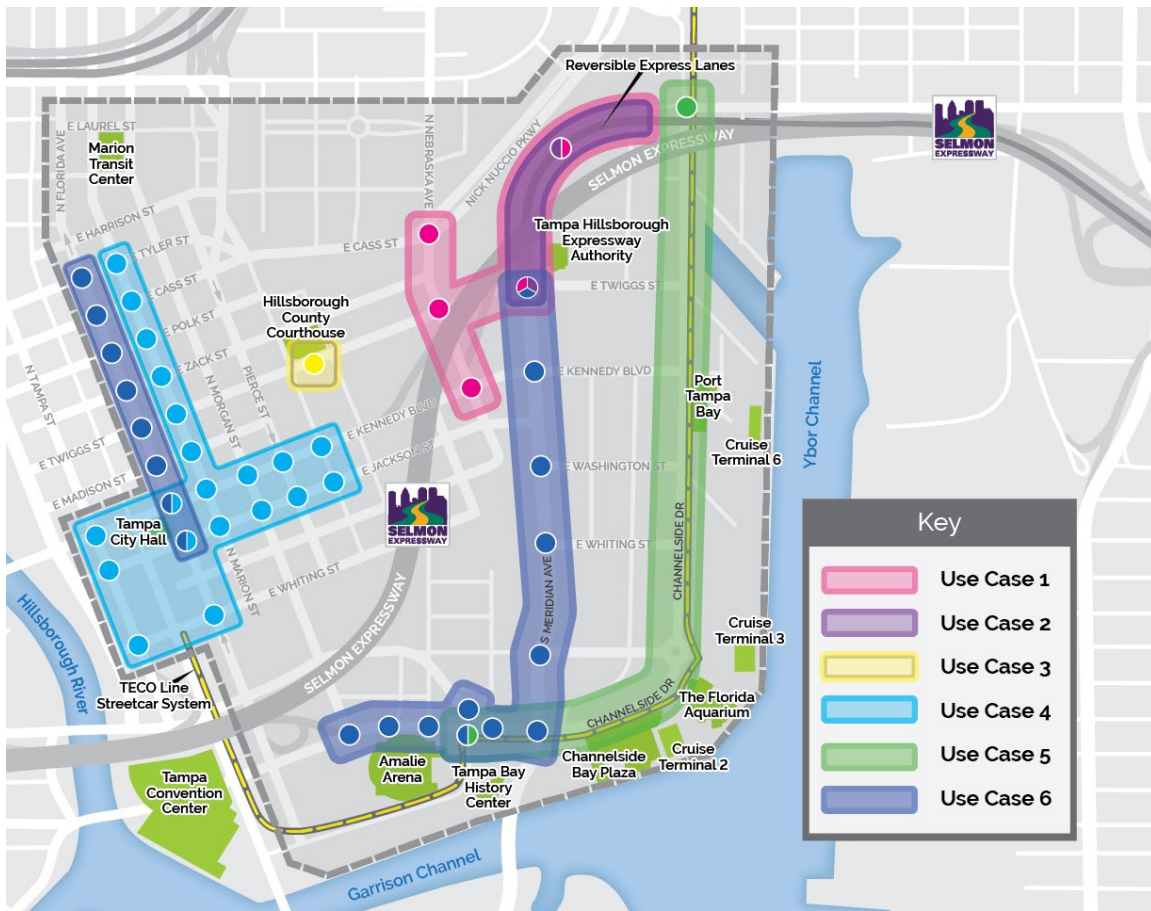 Reversible Express Lanes
E LAUREL ST
Marion
Transit
Center
N FLORIDA AVE
N NEBRASKA AVE
NICK NUCCIO PKWY
SELMON EXPRESSWAY
SELMON
EXPRESSWAY
E HARRISON ST
E TYLER ST
E CASS ST
E CASS ST
Tampa Hillsborough
Expressway
Authority
E TWIGGS ST
E POLK ST
Hillsborough
County
Courthouse
E ZACK ST
N TAMPA ST
N MORGAN ST
PIERCE ST
E KENNEDY BLVD
E KENNEDY BLVD
Port
Tampa
Bay
Cruise
Terminal 6
Ybor Channel
E TWIGGS ST
E JACKSON ST
E MADISON ST
E WASHINGTON ST
SELMON
EXPRESSWAY
Tampa
City Hall
E WHITING ST
E WHITING ST
N MARION ST
CHANNELSIDE DR
S MERIDIAN AVE
SELMON EXPRESSWAY
Hillsborough River
TECO Line
Streetcar System
Cruise
Terminal 3
The Florida
Aquarium
CHANNELSIDE DR
Channelside
Bay Plaza
Cruise
Terminal 2
Amalie
Arena
Tampa Bay
History
Center
Tampa
Convention
Center
Garrison Channel
Key
Use Case 1
Use Case 2
Use Case 3
Use Case 4
Use Case 5
Use Case 6